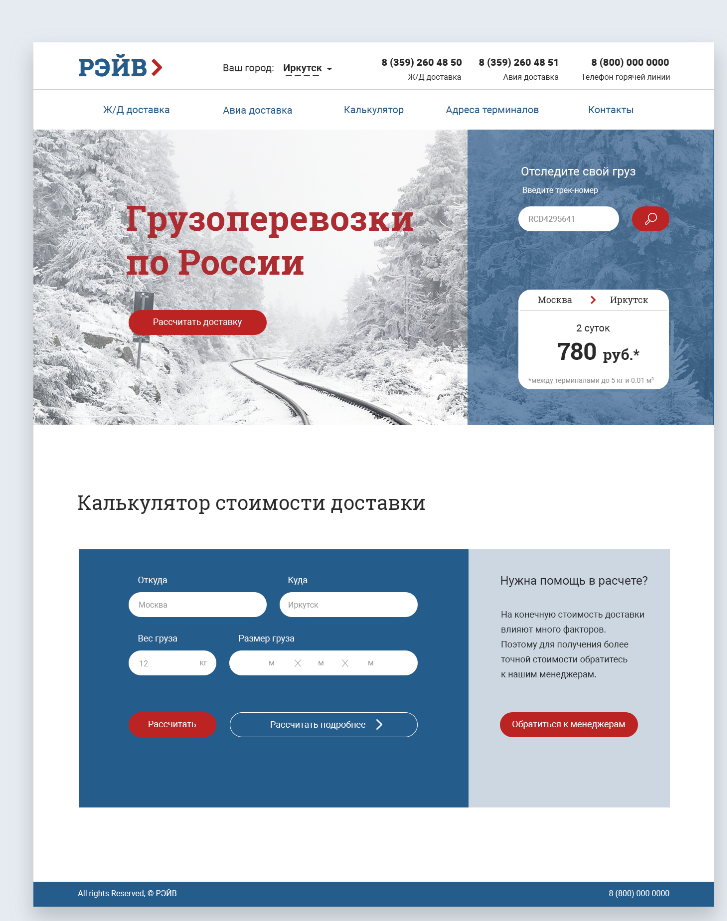 РЭЙВ
Ваш город: Иркутск
8 (359) 260 48 50
Ж/Д доставка
8 (359) 260 48 51
Авиа доставка
8 (800) 000 0000
Телефон горячей линии
Ж/Д доставка
Авиа доставка
Калькулятор
Адреса терминалов
Контакты
Грузоперевозки
по России
Рассчитать доставку
Отследите свой груз
Введите трек-номер
RCD4295641
Москва > Иркутск
2 суток
780 руб.*
*между терминалами до 5 кг и 0.01 м³
Калькулятор стоимости доставки
Откуда
Куда
Москва
Иркутск
Вес груза
Размер груза
12 кг
м X м X м
Рассчитать
Рассчитать подробнее >
Нужна помощь в расчете?
На конечную стоимость доставки
влияют много факторов.
Поэтому для получения более
точной стоимости обратитесь
к нашим менеджерам.
Обратиться к менеджерам
All rights Reserved, © РЭЙВ
8 (800) 000 0000